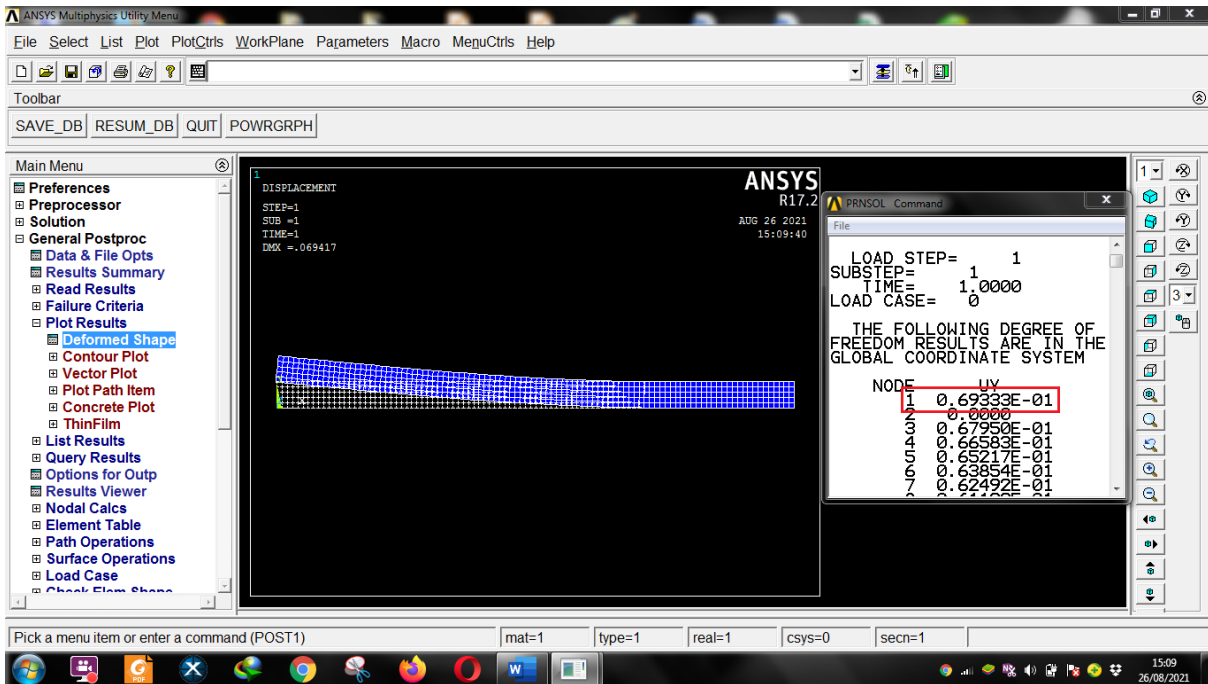 ANSYS Multiphysics Utility Menu
File Select List Plot PlotCtrls WorkPlane Parameters Macro MenuCtrls Help
Toolbar
SAVE_DB RESUM_DB QUIT POWRGRPH
Main Menu
Preferences
Preprocessor
Solution
General Postproc
Data & File Opts
Results Summary
Read Results
Failure Criteria
Plot Results
Deformed Shape
Contour Plot
Vector Plot
Plot Path Item
Concrete Plot
ThinFilm
List Results
Query Results
Options for Outp
Results Viewer
Nodal Calcs
Element Table
Path Operations
Surface Operations
Load Case
Check Elem Shape
1
DISPLACEMENT
STEP=1
SUB =1
TIME=1
DMX =.069417
ANSYS
R17.2
AUG 26 2021
15:09:40
X
PRNSOL Command
File
LOAD STEP= 1
SUBSTEP= 1
TIME= 1.0000
LOAD CASE= 0
THE FOLLOWING DEGREE OF
FREEDOM RESULTS ARE IN THE
GLOBAL COORDINATE SYSTEM
NODE UY
1 0.69333E-01
2 0.0000
3 0.67950E-01
4 0.66583E-01
5 0.65217E-01
6 0.63854E-01
7 0.62492E-01
1
3
Pick a menu item or enter a command (POST1)
mat=1
type=1
real=1
csys=0
secn=1
15:09
26/08/2021